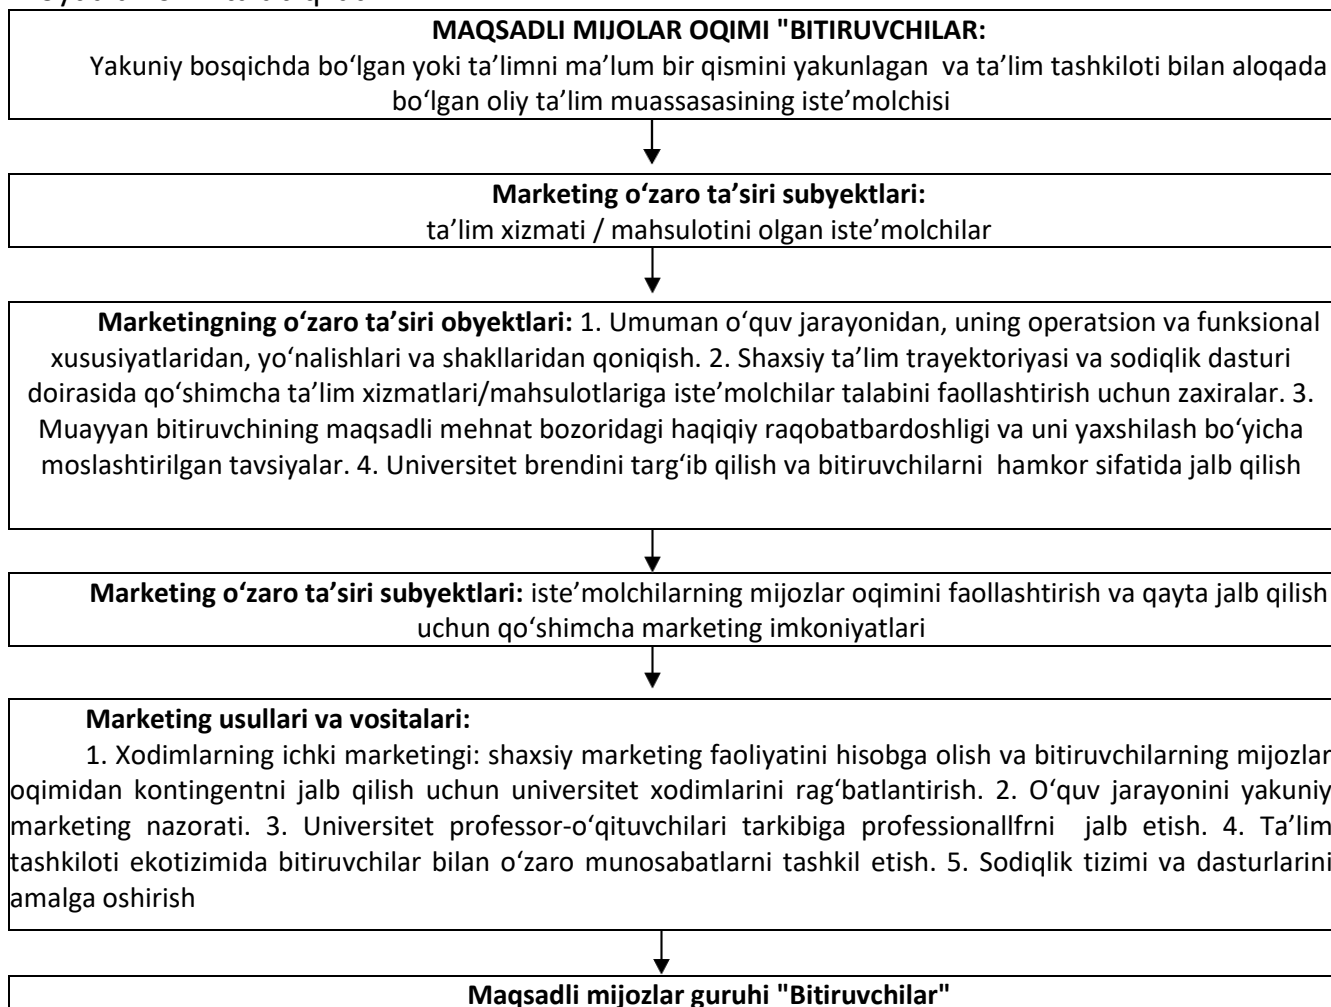 MAQSADLI MIJOLAR OQIMI "BITIRUVCHILAR:
Yakuniy bosqichda bo‘lgan yoki ta’limni ma’lum bir qismini yakunlagan va ta’lim tashkiloti bilan aloqada
bo‘lgan oliy ta’lim muassasasining iste’molchisi
Marketing o‘zaro ta’siri subyektlari:
ta’lim xizmati / mahsulotini olgan iste’molchilar
Marketingning o‘zaro ta’siri obyektlari: 1. Umuman o‘quv jarayonidan, uning operatsion va funksional
xususiyatlaridan, yo‘nalishlari va shakllaridan qoniqish. 2. Shaxsiy ta’lim trayektoriyasi va sodiqlik dasturi
doirasida qo‘shimcha ta’lim xizmatlari/mahsulotlariga iste’molchilar talabini faollashtirish uchun zaxiralar. 3.
Muayyan bitiruvchining maqsadli mehnat bozoridagi haqiqiy raqobatbardoshligi va uni yaxshilash bo‘yicha
moslashtirilgan tavsiyalar. 4. Universitet brendini targ‘ib qilish va bitiruvchilarni hamkor sifatida jalb qilish
Marketing o‘zaro ta’siri subyektlari: iste’molchilarning mijozlar oqimini faollashtirish va qayta jalb qilish
uchun qo‘shimcha marketing imkoniyatlari
Marketing usullari va vositalari:
1. Xodimlarning ichki marketingi: shaxsiy marketing faoliyatini hisobga olish va bitiruvchilarning mijozlar
oqimidan kontingentni jalb qilish uchun universitet xodimlarini rag‘batlantirish. 2. O‘quv jarayonini yakuniy
marketing nazorati. 3. Universitet professor-o‘qituvchilari tarkibiga professionallfrni jalb etish. 4. Ta’lim
tashkiloti ekotizimida bitiruvchilar bilan o‘zaro munosabatlarni tashkil etish. 5. Sodiqlik tizimi va dasturlarini
amalga oshirish
Maqsadli mijozlar guruhi "Bitiruvchilar"